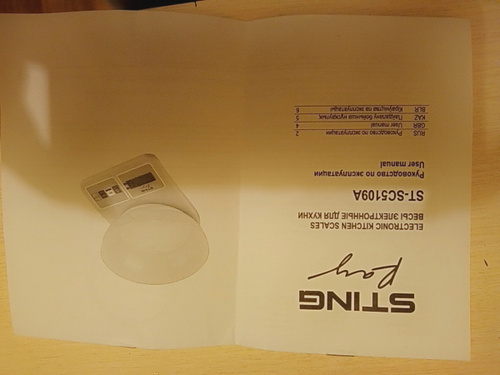 STING
Ray
ELECTRONIC KITCHEN SCALES
ВЕСЫ ЭЛЕКТРОННЫЕ ДЛЯ КУХНИ
ST-SC5109A
Руководство по эксплуатации
User manual
RUS Руководство по эксплуатации 2
GBR User manual 4
KAZ Пайдалану бойынша нұсқаулық 5
BLR Кіраўніцтва па эксплуатацыі 6